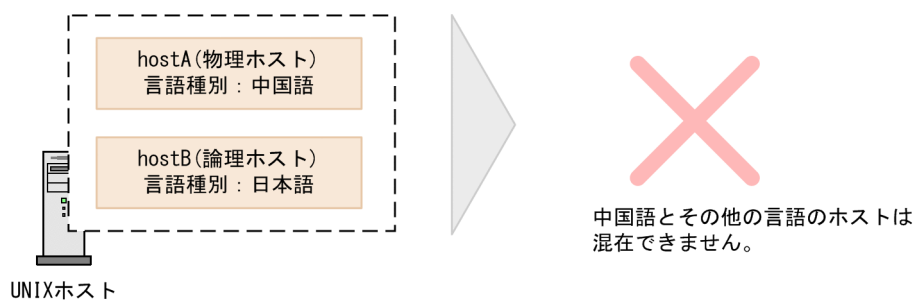 hostA(物理ホスト)
言語種別：中国語
hostB(論理ホスト)
言語種別：日本語
UNIXホスト
中国語とその他の言語のホストは
混在できません。